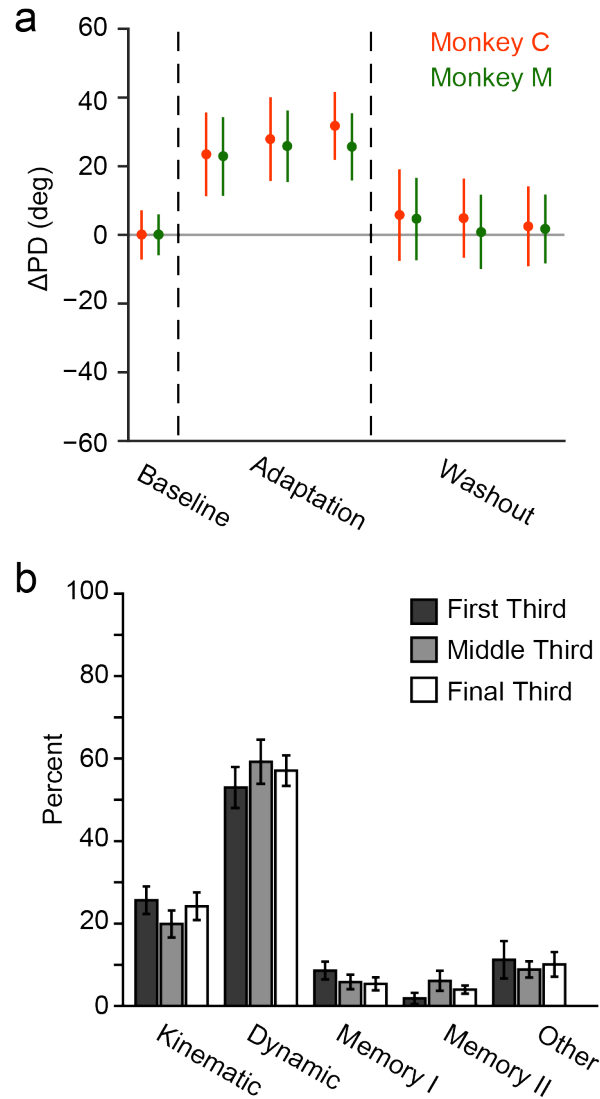 a
Monkey C
Monkey M
ΔPD (deg)
60
40
20
0
−20
−40
−60
Baseline
Adaptation
Washout
b
First Third
Middle Third
Final Third
Percent
100
80
60
40
20
0
Kinematic
Dynamic
Memory I
Memory II
Other